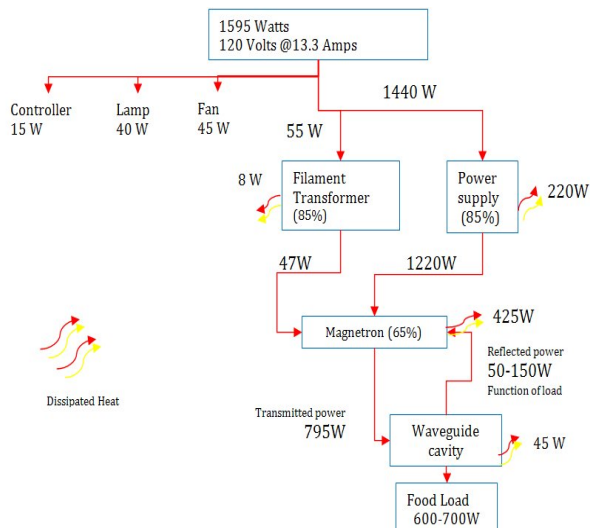 1595 Watts
120 Volts @13.3 Amps
1440 W
Controller
15 W
Lamp
40 W
Fan
45 W
55 W
8 W
Filament
Transformer
(85%)
Power
supply
(85%)
220W
47W
1220W
Magnetron (65%)
425W
Reflected power
50-150W
Function of load
Dissipated Heat
Transmitted power
795W
Waveguide
cavity
45 W
Food Load
600-700W